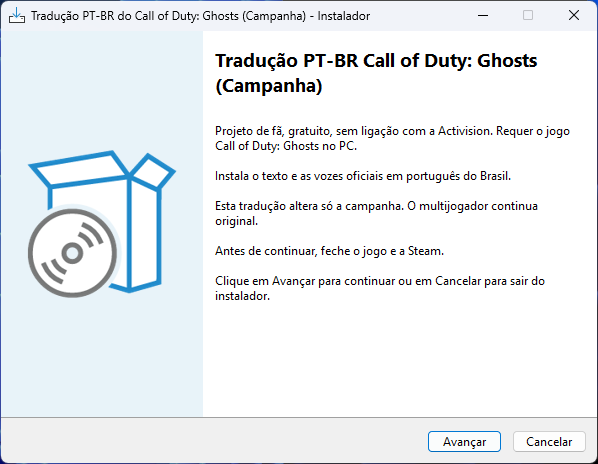 Tradução PT-BR do Call of Duty: Ghosts (Campanha) - Instalador
Tradução PT-BR Call of Duty: Ghosts
(Campanha)
Projeto de fã, gratuito, sem ligação com a Activision. Requer o jogo
Call of Duty: Ghosts no PC.
Instala o texto e as vozes oficiais em português do Brasil.
Esta tradução altera só a campanha. O multijogador continua
original.
Antes de continuar, feche o jogo e a Steam.
Clique em Avançar para continuar ou em Cancelar para sair do
instalador.
Avançar
Cancelar